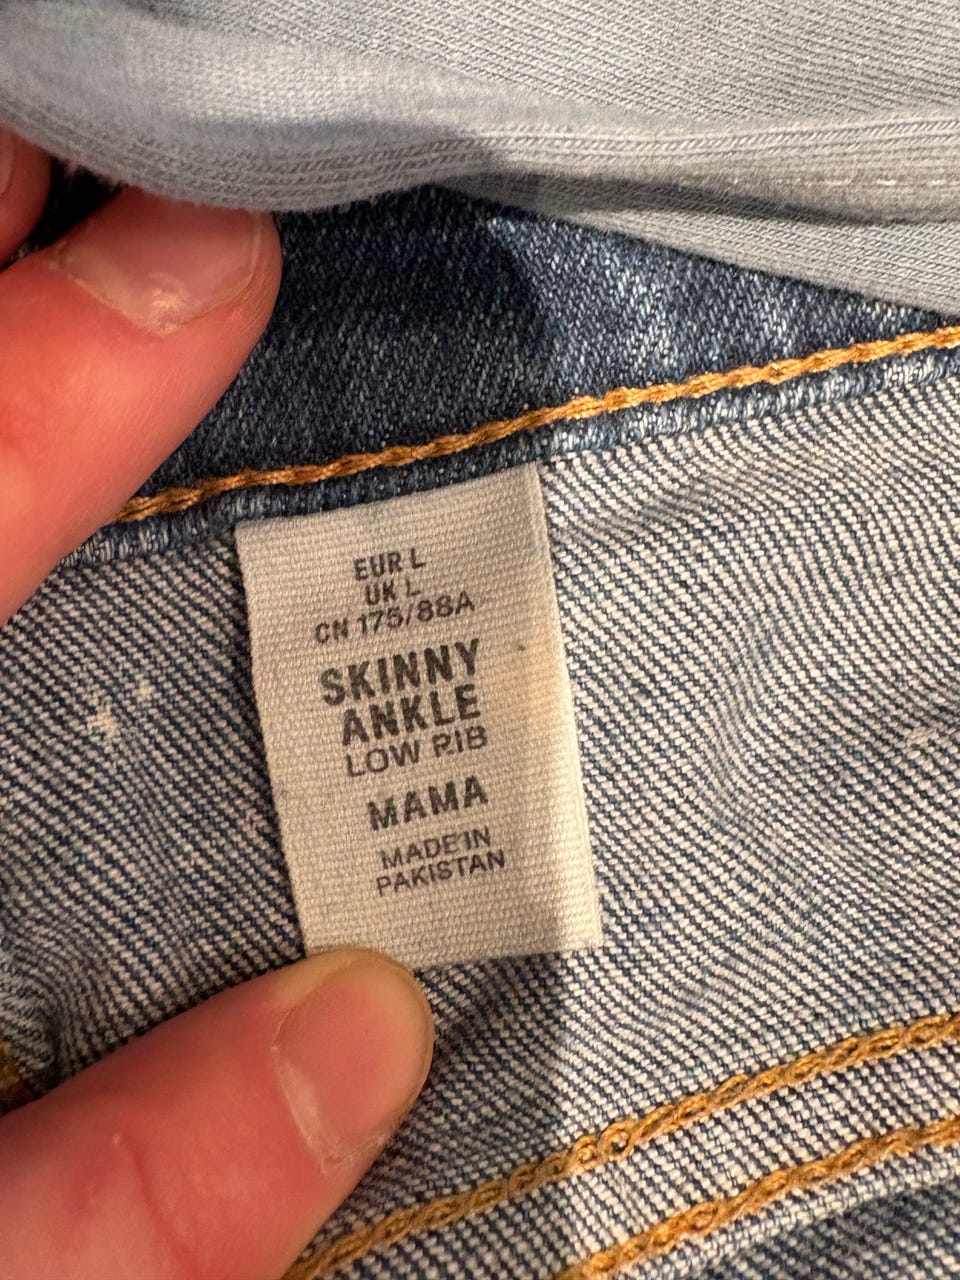 EUR L
UK L
CN 175/88A
SKINNY
ANKLE
LOW RIB
MAMA
MADE IN
PAKISTAN